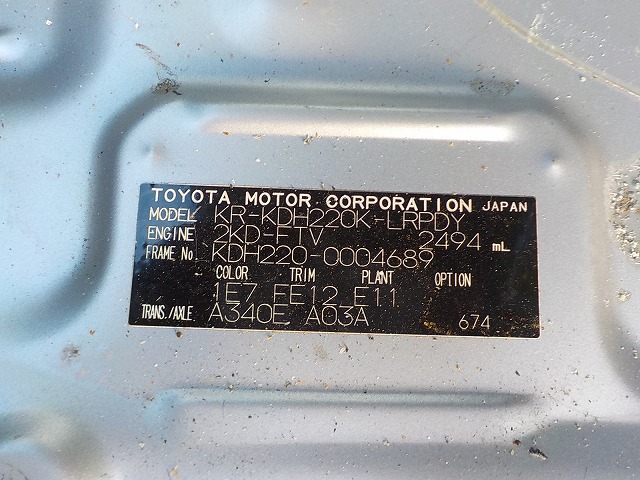 TOYOTA MOTOR CORPORATION JAPAN
MODEL KR-KDH220K-LRPDY
ENGINE 2KD-FTV 2494 mL
FRAME No. KDH220-0004689
COLOR TRIM PLANT OPTION
1E7 FE12 E11
TRANS./AXLE A340E A03A 674